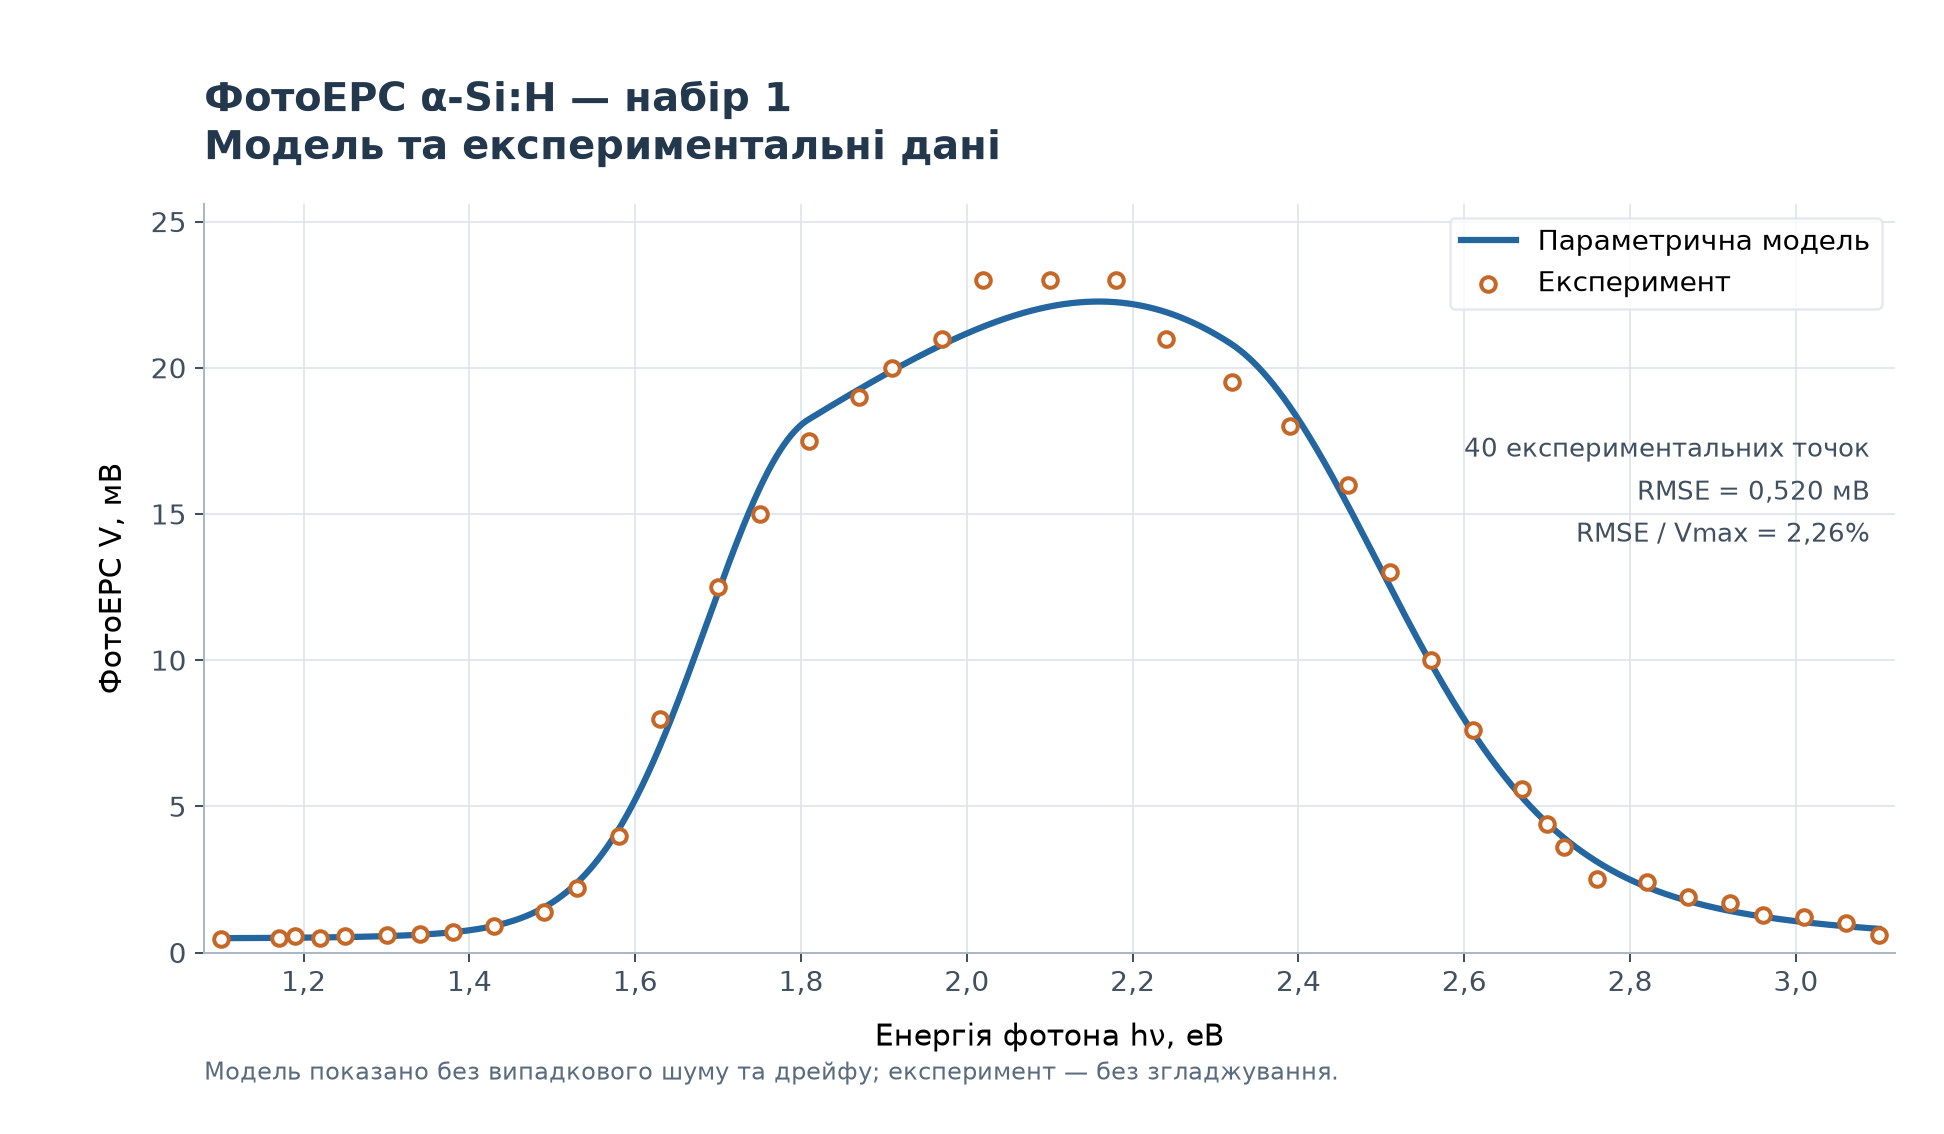 ФотоЕРС α-Si:H — набір 1
Модель та експериментальні дані
25
20
15
10
5
0
ФотоЕРС V, мВ
Параметрична модель
Експеримент
40 експериментальних точок
RMSE = 0,520 мВ
RMSE / Vmax = 2,26%
1,2
1,4
1,6
1,8
2,0
2,2
2,4
2,6
2,8
3,0
Енергія фотона hν, еВ
Модель показано без випадкового шуму та дрейфу; експеримент — без згладжування.